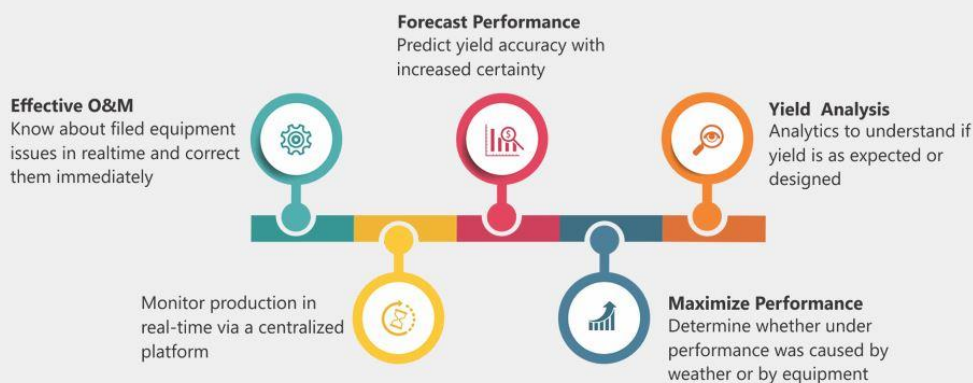 Forecast Performance
Predict yield accuracy with
increased certainty
Effective O&M
Know about filed equipment
issues in realtime and correct
them immediately
Yield Analysis
Analytics to understand if
yield is as expected or
designed
Monitor production in
real-time via a centralized
platform
Maximize Performance
Determine whether under
performance was caused by
weather or by equipment
$